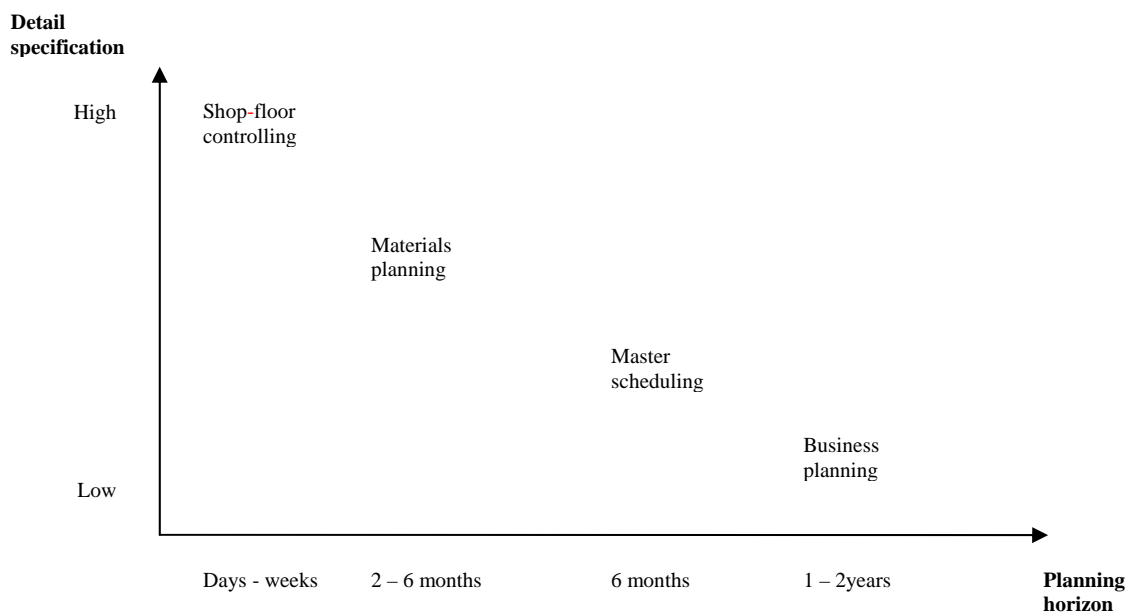 Detail
specification
High
Shop-floor
controlling
Materials
planning
Master
scheduling
Business
planning
Low
Days - weeks
2 – 6 months
6 months
1 – 2years
Planning
horizon